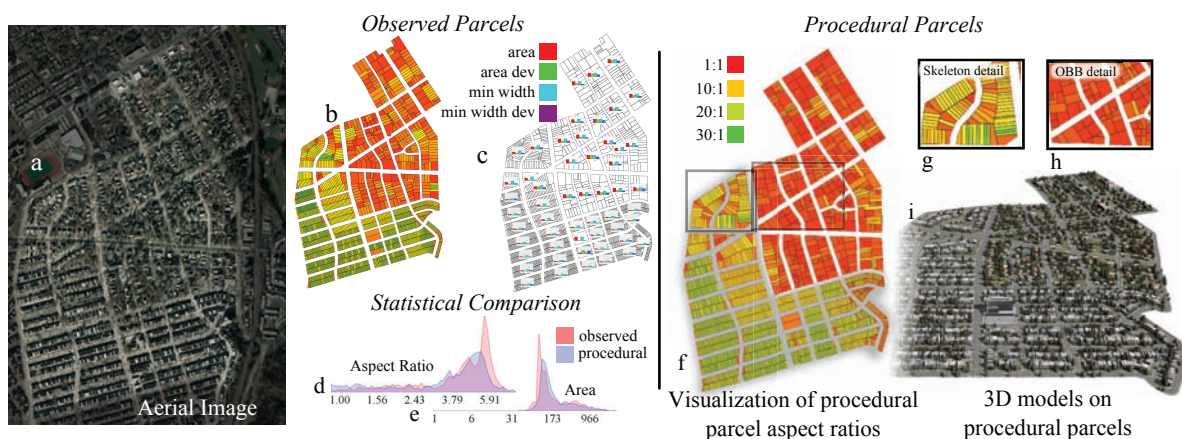 Observed Parcels
Procedural Parcels
a
Aerial Image
b
area
area dev
min width
min width dev
c
Statistical Comparison
observed
procedural
d
Aspect Ratio
1.00 1.56 2.43 3.79 5.91
e
Area
1 6 31 173 966
1:1
10:1
20:1
30:1
f
Visualization of procedural
parcel aspect ratios
Skeleton detail
g
OBB detail
h
i
3D models on
procedural parcels